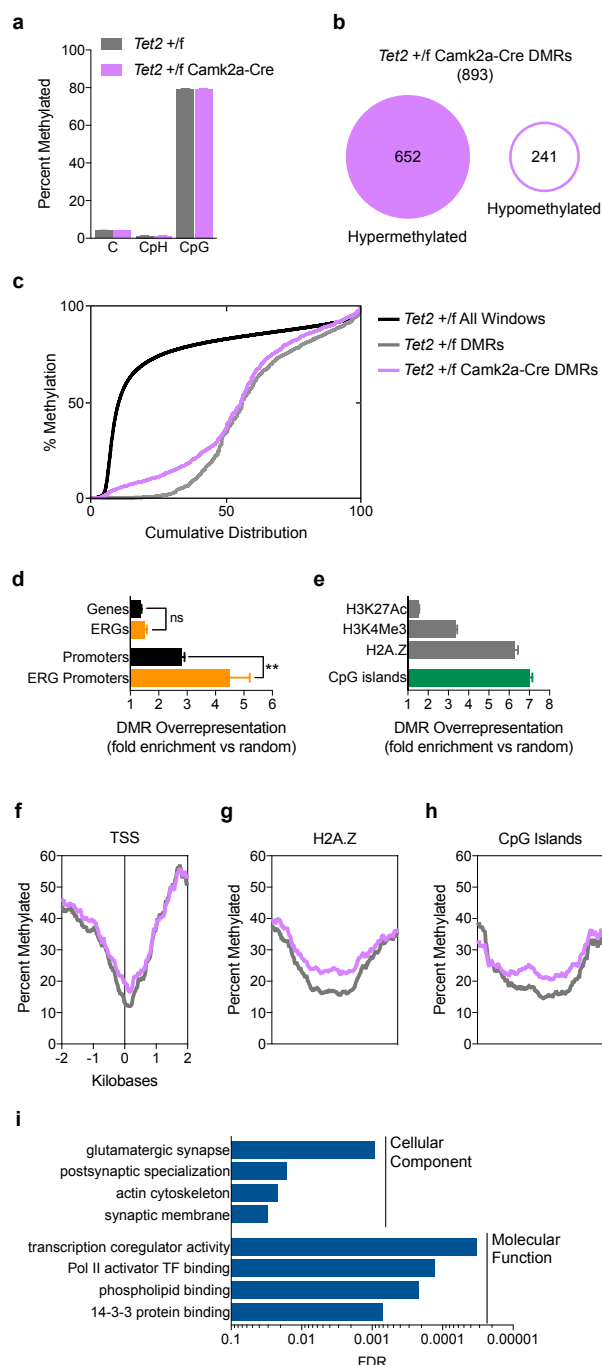 a
Tet2 +/f
Tet2 +/f Camk2a-Cre
Percent Methylated
100
80
60
40
20
0
C CpH CpG
b
Tet2 +/f Camk2a-Cre DMRs
(893)
652
241
Hypermethylated
Hypomethylated
c
% Methylation
100
50
0
0 50 100
Cumulative Distribution
Tet2 +/f All Windows
Tet2 +/f DMRs
Tet2 +/f Camk2a-Cre DMRs
d
Genes
ERGs
ns
Promoters
ERG Promoters
**
1 2 3 4 5 6
DMR Overrepresentation
(fold enrichment vs random)
e
H3K27Ac
H3K4Me3
H2A.Z
CpG islands
1 2 3 4 5 6 7 8
DMR Overrepresentation
(fold enrichment vs random)
f
TSS
Percent Methylated
60
50
40
30
20
10
0
-2 -1 0 1 2
Kilobases
g
H2A.Z
Percent Methylated
60
50
40
30
20
10
0
h
CpG Islands
Percent Methylated
60
50
40
30
20
10
0
i
glutamatergic synapse
postsynaptic specialization
actin cytoskeleton
synaptic membrane
Cellular
Component
transcription coregulator activity
Pol II activator TF binding
phospholipid binding
14-3-3 protein binding
Molecular
Function
0.1 0.01 0.001 0.0001 0.00001
FDR